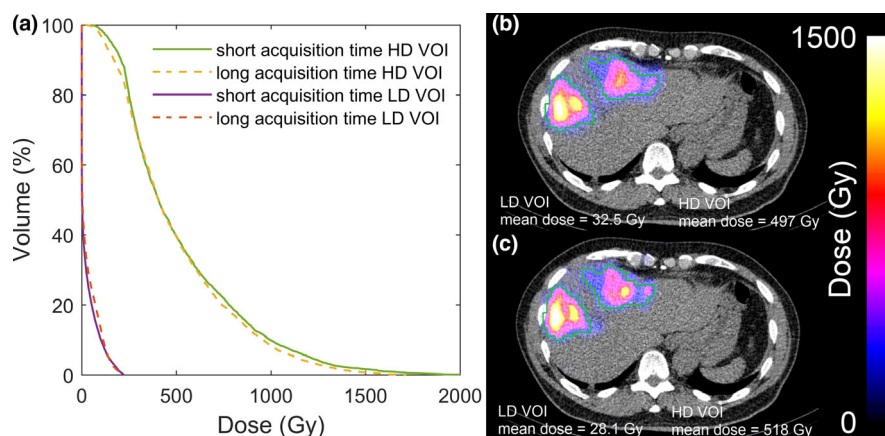 (a)
Volume (%)
100
80
60
40
20
0
0
500
1000
1500
2000
Dose (Gy)
short acquisition time HD VOI
long acquisition time HD VOI
short acquisition time LD VOI
long acquisition time LD VOI
(b)
LD VOI
mean dose = 32.5 Gy
HD VOI
mean dose = 497 Gy
(c)
LD VOI
mean dose = 28.1 Gy
HD VOI
mean dose = 518 Gy
1500
Dose (Gy)
0